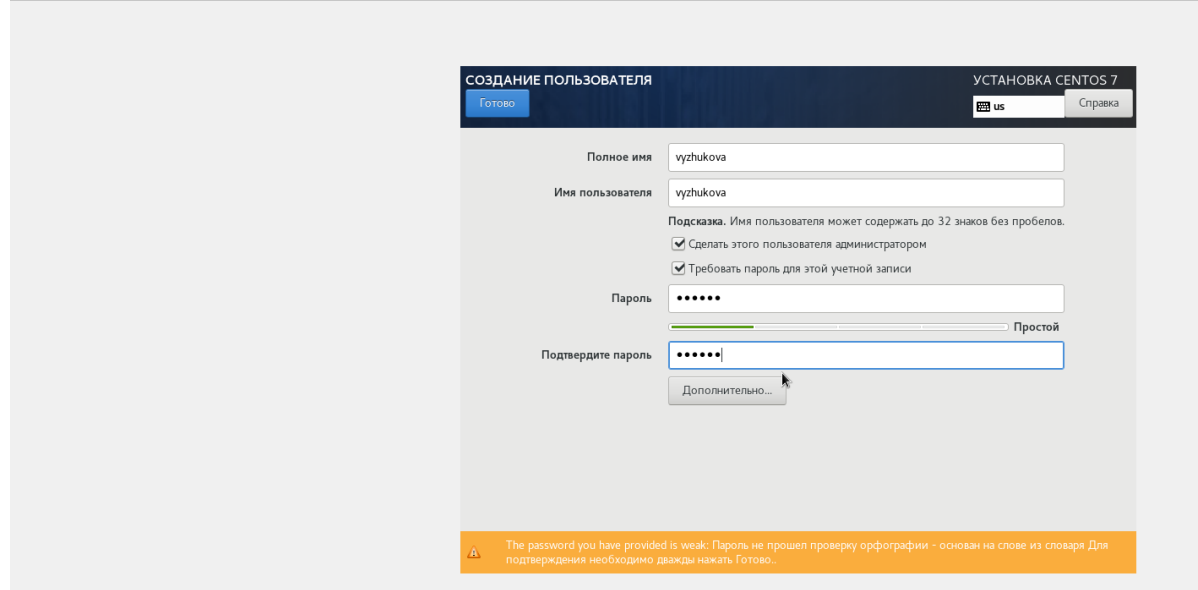 СОЗДАНИЕ ПОЛЬЗОВАТЕЛЯ
УСТАНОВКА CENTOS 7
Готово
us
Справка
Полное имя
vyzhukova
Имя пользователя
vyzhukova
Подсказка. Имя пользователя может содержать до 32 знаков без пробелов.
Сделать этого пользователя администратором
Требовать пароль для этой учетной записи
Пароль
••••••
Простой
Подтвердите пароль
••••••
Дополнительно...
The password you have provided is weak: Пароль не прошел проверку орфографии - основан на слове из словаря Для
подтверждения необходимо дважды нажать Готово..